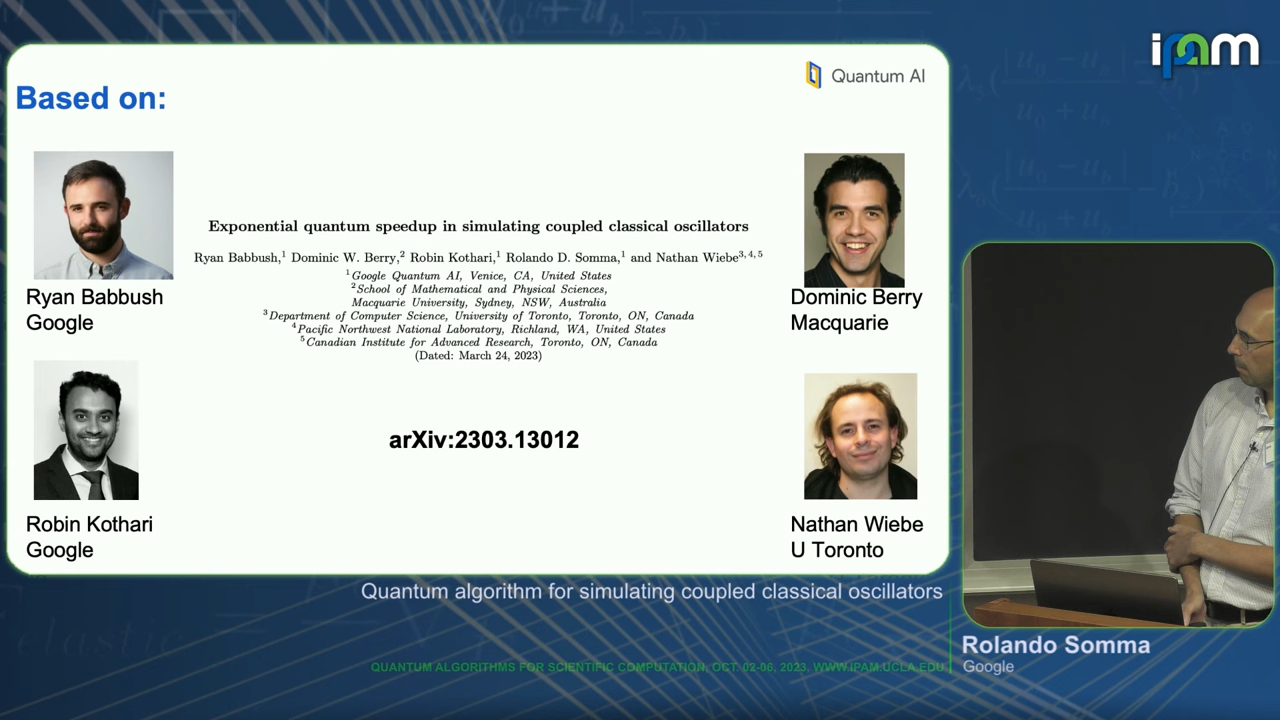 ipam
Quantum AI
Based on:
Exponential quantum speedup in simulating coupled classical oscillators
Ryan Babbush,1 Dominic W. Berry,2 Robin Kothari,1 Rolando D. Somma,1 and Nathan Wiebe3,4,5
1Google Quantum AI, Venice, CA, United States
2School of Mathematical and Physical Sciences,
Macquarie University, Sydney, NSW, Australia
3Department of Computer Science, University of Toronto, Toronto, ON, Canada
4Pacific Northwest National Laboratory, Richland, WA, United States
5Canadian Institute for Advanced Research, Toronto, ON, Canada
(Dated: March 24, 2023)
arXiv:2303.13012
Ryan Babbush
Google
Dominic Berry
Macquarie
Robin Kothari
Google
Nathan Wiebe
U Toronto
Quantum algorithm for simulating coupled classical oscillators
Rolando Somma
Google
QUANTUM ALGORITHMS FOR SCIENTIFIC COMPUTATION, OCT. 02-06, 2023, WWW.IPAM.UCLA.EDU
elastic